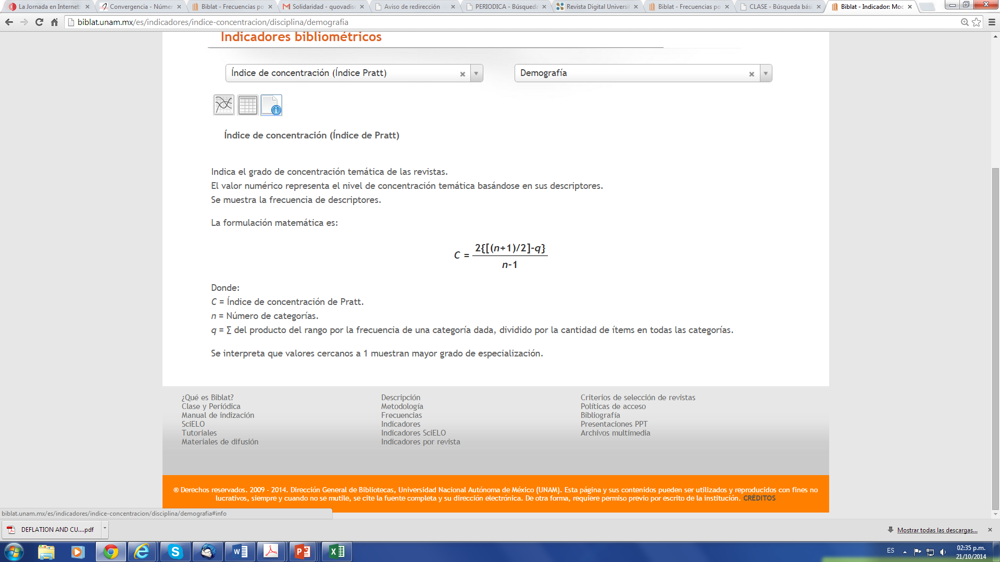 La Jornada en Internet:
Convergencia - Númer
Biblat - Frecuencias po
Solidaridad - quovadisu
Aviso de redirección
PERIODICA - Búsqueda
Revista Digital Universit
Biblat - Frecuencias po
CLASE - Búsqueda bási
Biblat - Indicador: Mod
biblat.unam.mx/es/indicadores/indice-concentracion/disciplina/demografia
Indicadores bibliométricos
Índice de concentración (Índice Pratt)
Demografía
Índice de concentración (Índice de Pratt)
Indica el grado de concentración temática de las revistas.
El valor numérico representa el nivel de concentración temática basándose en sus descriptores.
Se muestra la frecuencia de descriptores.
La formulación matemática es:
2{[(n+1)/2]-q}
C =
n-1
Donde:
C = Índice de concentración de Pratt.
n = Número de categorías.
q = ∑ del producto del rango por la frecuencia de una categoría dada, dividido por la cantidad de ítems en todas las categorías.
Se interpreta que valores cercanos a 1 muestran mayor grado de especialización.
¿Qué es Biblat?
Clase y Periódica
Manual de indización
SciELO
Tutoriales
Materiales de difusión
Descripción
Metodología
Frecuencias
Indicadores
Indicadores SciELO
Indicadores por revista
Criterios de selección de revistas
Políticas de acceso
Bibliografía
Presentaciones PPT
Archivos multimedia
® Derechos reservados. 2009 - 2014. Dirección General de Bibliotecas, Universidad Nacional Autónoma de México (UNAM). Esta página y sus contenidos pueden ser utilizados y reproducidos con fines no
lucrativos, siempre y cuando no se mutile, se cite la fuente completa y su dirección electrónica. De otra forma, requiere permiso previo por escrito de la institución. CRÉDITOS
biblat.unam.mx/es/indicadores/indice-concentracion/disciplina/demografia#info
DEFLATION AND CU....pdf
Mostrar todas las descargas...
ES
02:35 p.m.
21/10/2014